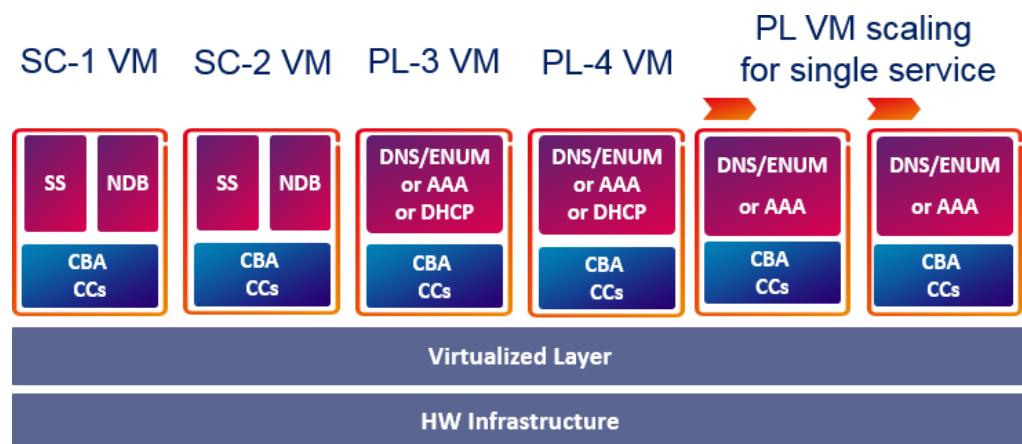 SC-1 VM
SC-2 VM
PL-3 VM
PL-4 VM
PL VM scaling
for single service
SS
NDB
CBA
CCs
SS
NDB
CBA
CCs
DNS/ENUM
or AAA
or DHCP
CBA
CCs
DNS/ENUM
or AAA
or DHCP
CBA
CCs
DNS/ENUM
or AAA
CBA
CCs
DNS/ENUM
or AAA
CBA
CCs
Virtualized Layer
HW Infrastructure